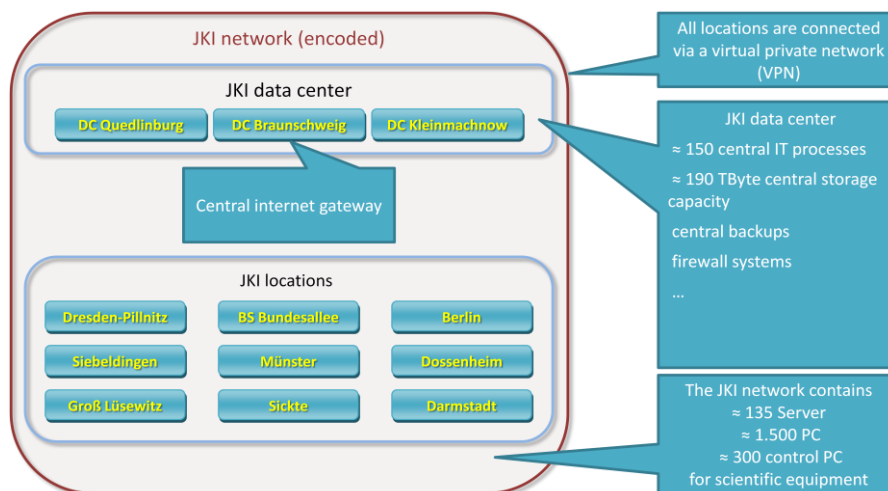 JKI network (encoded)
JKI data center
DC Quedlinburg
DC Braunschweig
DC Kleinmachnow
Central internet gateway
JKI locations
Dresden-Pillnitz
BS Bundesallee
Berlin
Siebeldingen
Münster
Dossenheim
Groß Lüsewitz
Sickte
Darmstadt
All locations are connected
via a virtual private network
(VPN)
JKI data center
≈ 150 central IT processes
≈ 190 TByte central storage
capacity
central backups
firewall systems
...
The JKI network contains
≈ 135 Server
≈ 1.500 PC
≈ 300 control PC
for scientific equipment